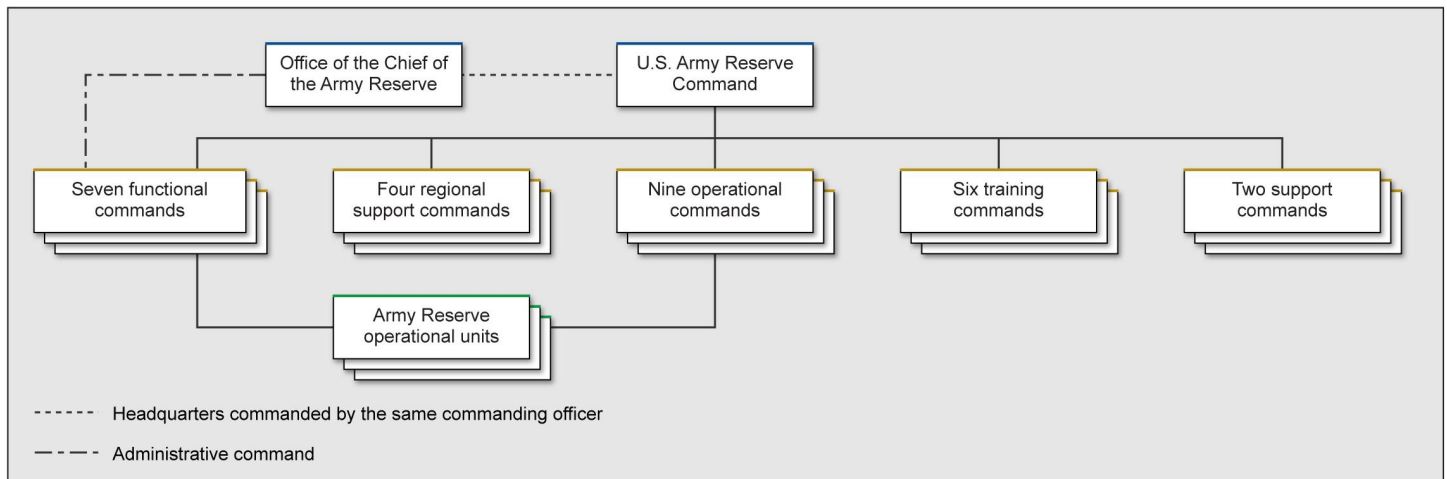 Office of the Chief of
the Army Reserve
U.S. Army Reserve
Command
Seven functional
commands
Four regional
support commands
Nine operational
commands
Six training
commands
Two support
commands
Army Reserve
operational units
Headquarters commanded by the same commanding officer
Administrative command